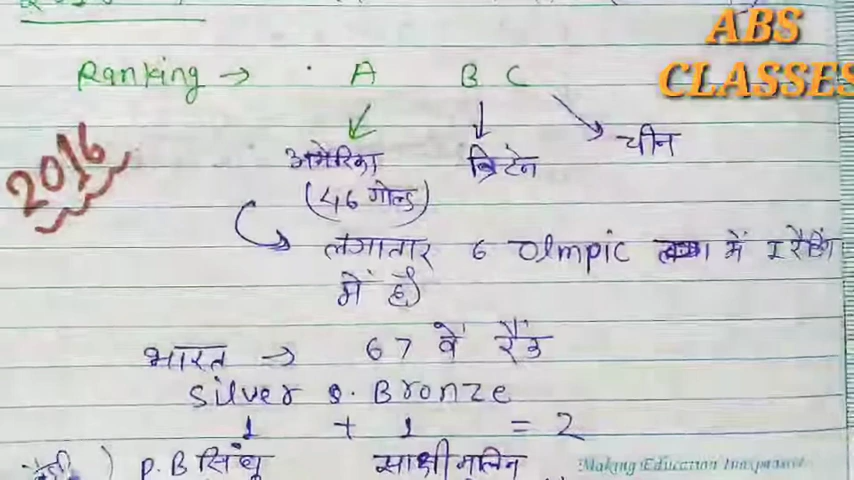 ABS
CLASSES
Ranking → A B C
2016
अमेरिका ब्रिटेन चीन
(46 गोल्ड)
लगातार 6 olmpic में I रैंकिंग
में है
भारत → 67 वें रैंक
Silver & Bronze
1 + 1 = 2
P.B सिंधू साक्षी मलिक
Making Education Inexpensive